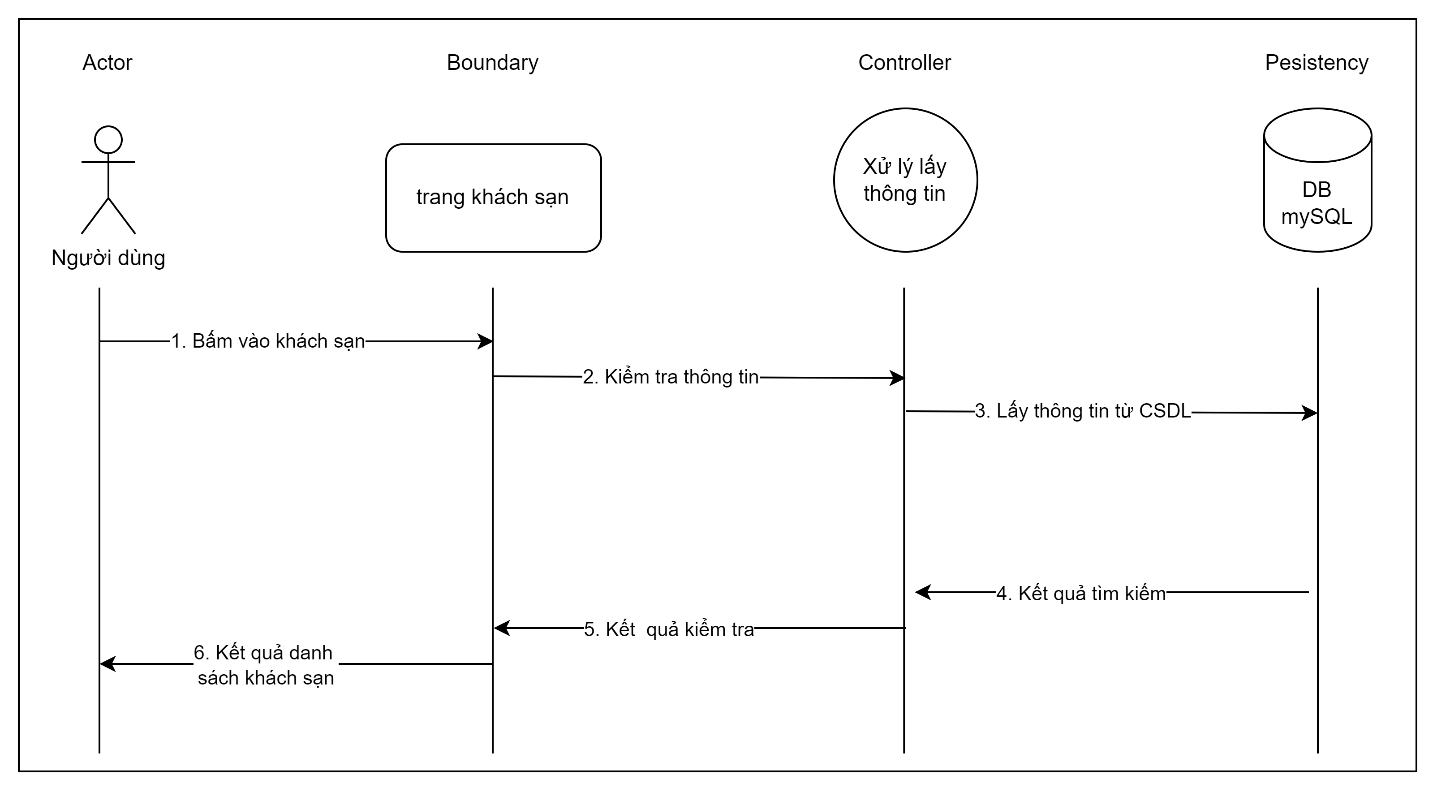 Actor
Boundary
Controller
Pesistency
Người dùng
trang khách sạn
Xử lý lấy
thông tin
DB
mySQL
1. Bấm vào khách sạn
2. Kiểm tra thông tin
3. Lấy thông tin từ CSDL
4. Kết quả tìm kiếm
5. Kết  quả kiểm tra
6. Kết quả danh
sách khách sạn